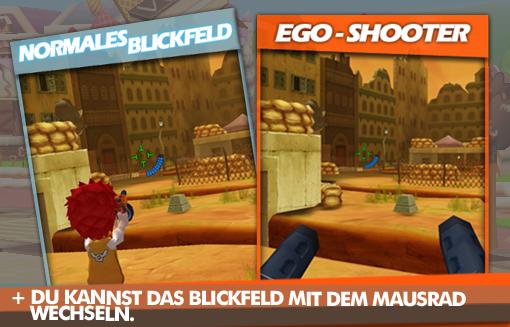 NORMALES BLICKFELD
EGO - SHOOTER
+ DU KANNST DAS BLICKFELD MIT DEM MAUSRAD
WECHSELN.